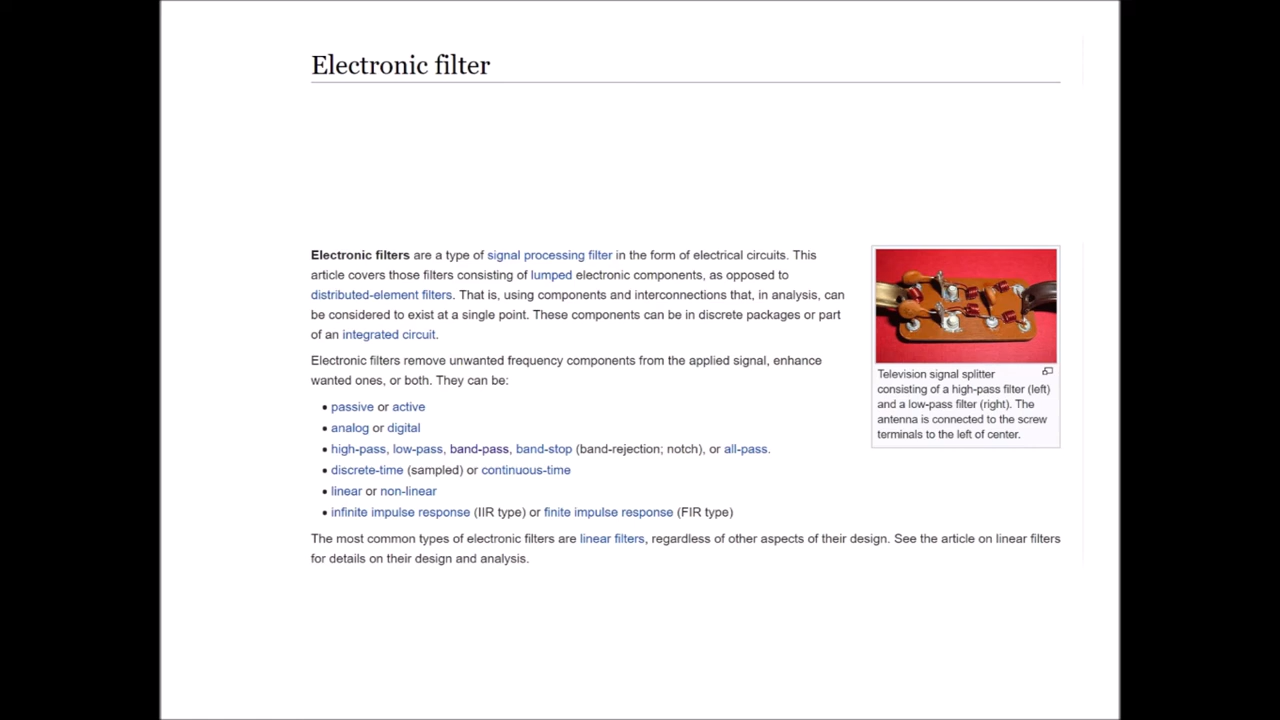 Electronic filter
Electronic filters are a type of signal processing filter in the form of electrical circuits. This
article covers those filters consisting of lumped electronic components, as opposed to
distributed-element filters. That is, using components and interconnections that, in analysis, can
be considered to exist at a single point. These components can be in discrete packages or part
of an integrated circuit.
Electronic filters remove unwanted frequency components from the applied signal, enhance
wanted ones, or both. They can be:
• passive or active
• analog or digital
• high-pass, low-pass, band-pass, band-stop (band-rejection; notch), or all-pass.
• discrete-time (sampled) or continuous-time
• linear or non-linear
• infinite impulse response (IIR type) or finite impulse response (FIR type)
The most common types of electronic filters are linear filters, regardless of other aspects of their design. See the article on linear filters
for details on their design and analysis.
Television signal splitter
consisting of a high-pass filter (left)
and a low-pass filter (right). The
antenna is connected to the screw
terminals to the left of center.